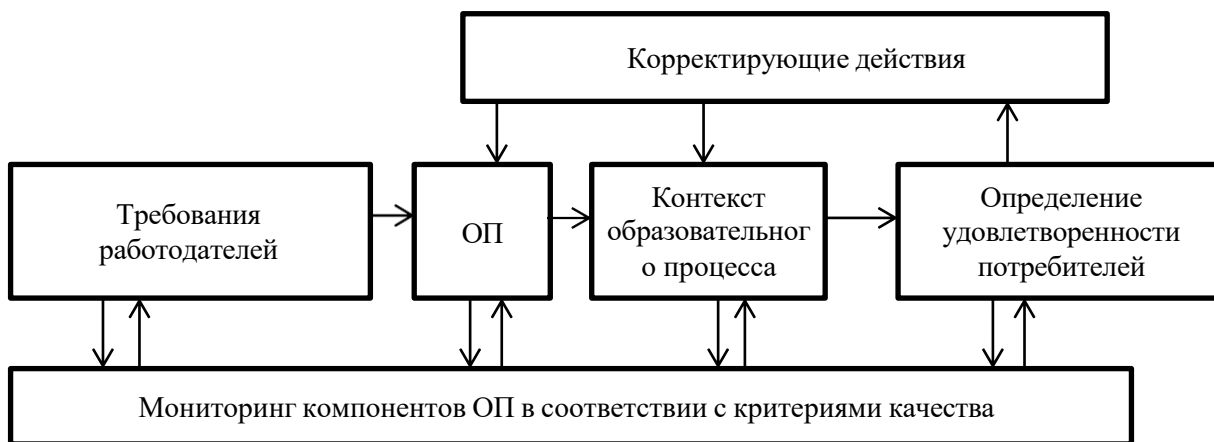 Корректирующие действия
Требования
работодателей
ОП
Контекст
образовательног
о процесса
Определение
удовлетворенности
потребителей
Мониторинг компонентов ОП в соответствии с критериями качества